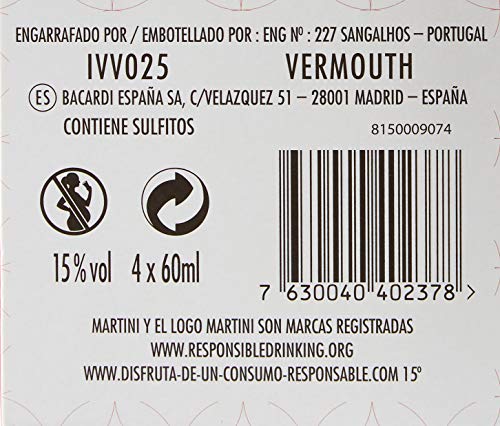 ENGARRAFADO POR / EMBOTELLADO POR : ENG Nº : 227 SANGALHOS – PORTUGAL
IVV025 VERMOUTH
ES BACARDI ESPAÑA SA, C/VELAZQUEZ 51 – 28001 MADRID – ESPAÑA
CONTIENE SULFITOS 8150009074
15% vol 4 x 60ml
7 630040 402378 >
MARTINI Y EL LOGO MARTINI SON MARCAS REGISTRADAS
WWW.RESPONSIBLEDRINKING.ORG
WWW.DISFRUTA-DE-UN-CONSUMO-RESPONSABLE.COM 15º